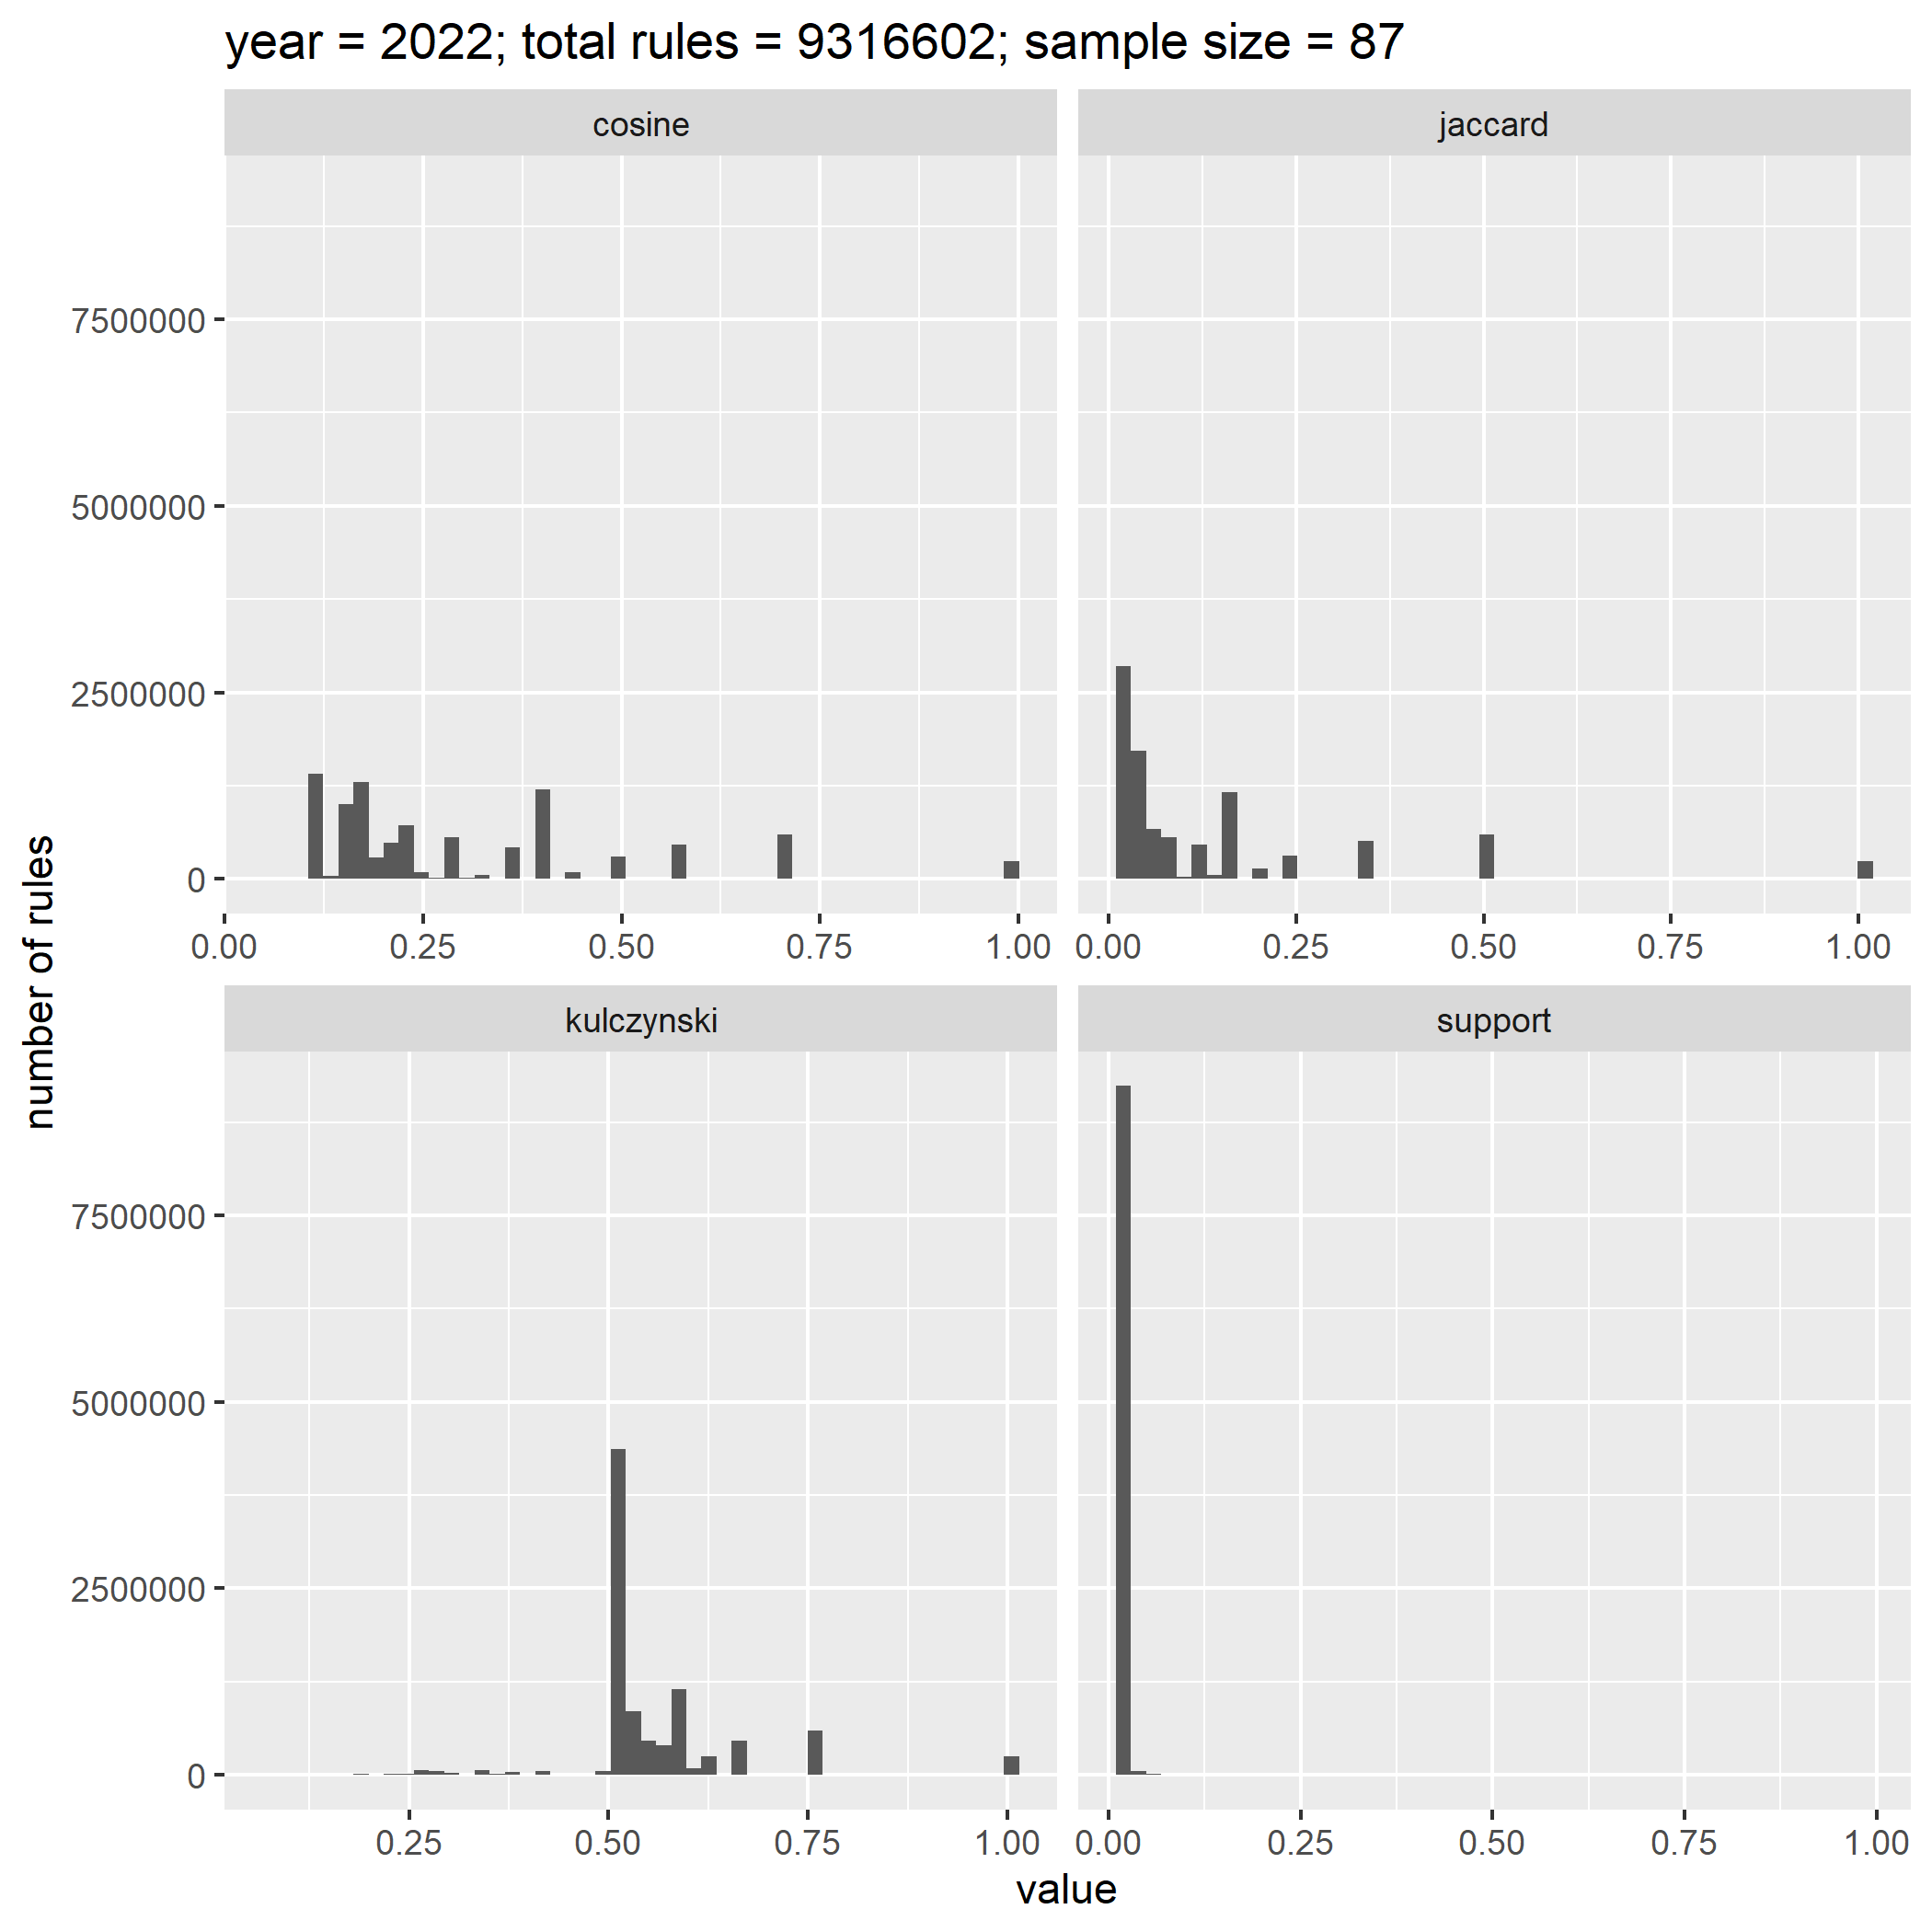 year = 2022; total rules = 9316602; sample size = 87
cosine
jaccard
7500000
5000000
2500000
0
0.00 0.25 0.50 0.75 1.00
0.00 0.25 0.50 0.75 1.00
number of rules
kulczynski
support
7500000
5000000
2500000
0
0.25 0.50 0.75 1.00
0.00 0.25 0.50 0.75 1.00
value